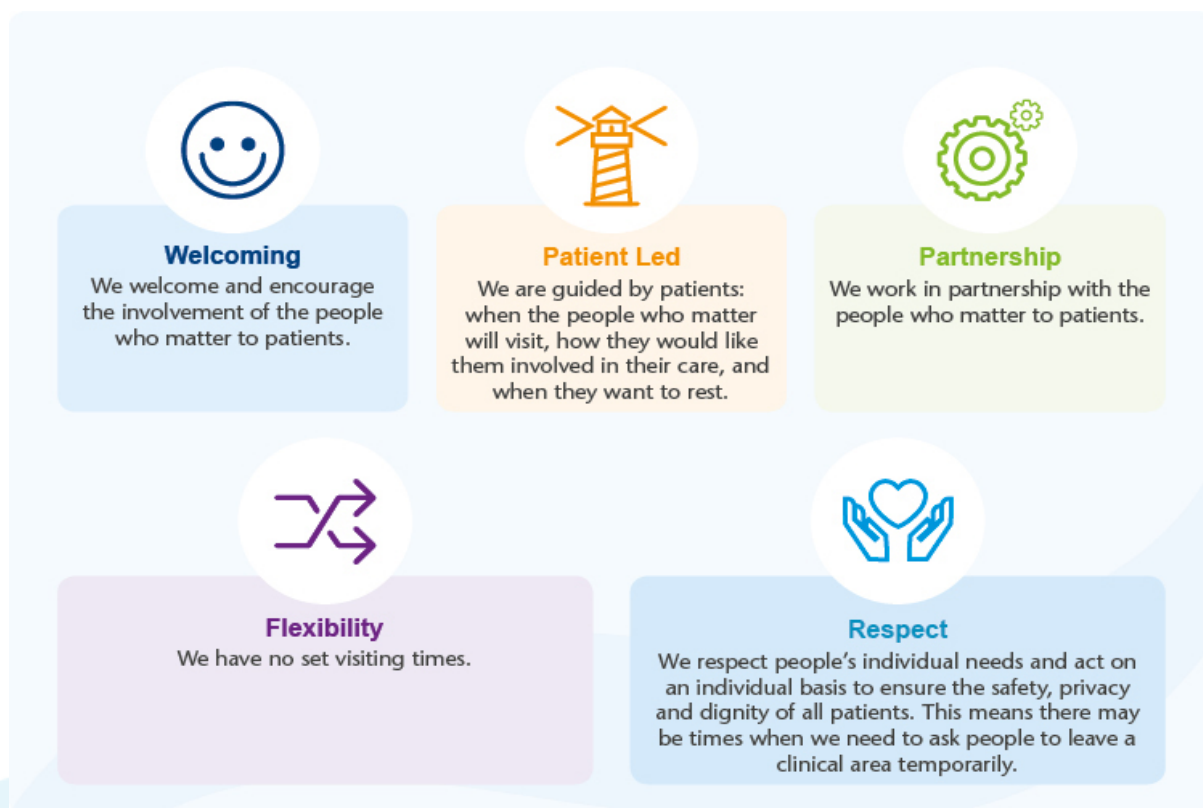 Welcoming
We welcome and encourage
the involvement of the people
who matter to patients.
Patient Led
We are guided by patients:
when the people who matter
will visit, how they would like
them involved in their care, and
when they want to rest.
Partnership
We work in partnership with the
people who matter to patients.
Flexibility
We have no set visiting times.
Respect
We respect people’s individual needs and act on
an individual basis to ensure the safety, privacy
and dignity of all patients. This means there may
be times when we need to ask people to leave a
clinical area temporarily.